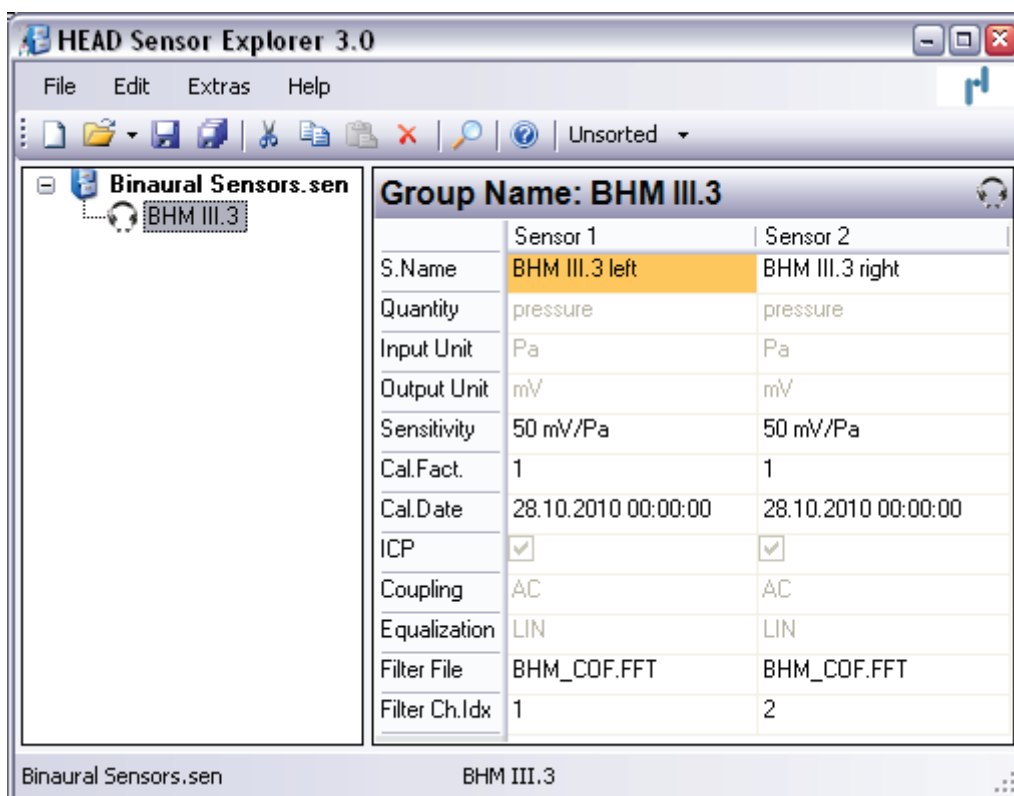 HEAD Sensor Explorer 3.0
File Edit Extras Help
Unsorted
Binaural Sensors.sen
BHM III.3
Group Name: BHM III.3
Sensor 1 Sensor 2
S.Name BHM III.3 left BHM III.3 right
Quantity pressure pressure
Input Unit Pa Pa
Output Unit mV mV
Sensitivity 50 mV/Pa 50 mV/Pa
Cal.Fact. 1 1
Cal.Date 28.10.2010 00:00:00 28.10.2010 00:00:00
ICP
Coupling AC AC
Equalization LIN LIN
Filter File BHM_COF.FFT BHM_COF.FFT
Filter Ch.Idx 1 2
Binaural Sensors.sen BHM III.3